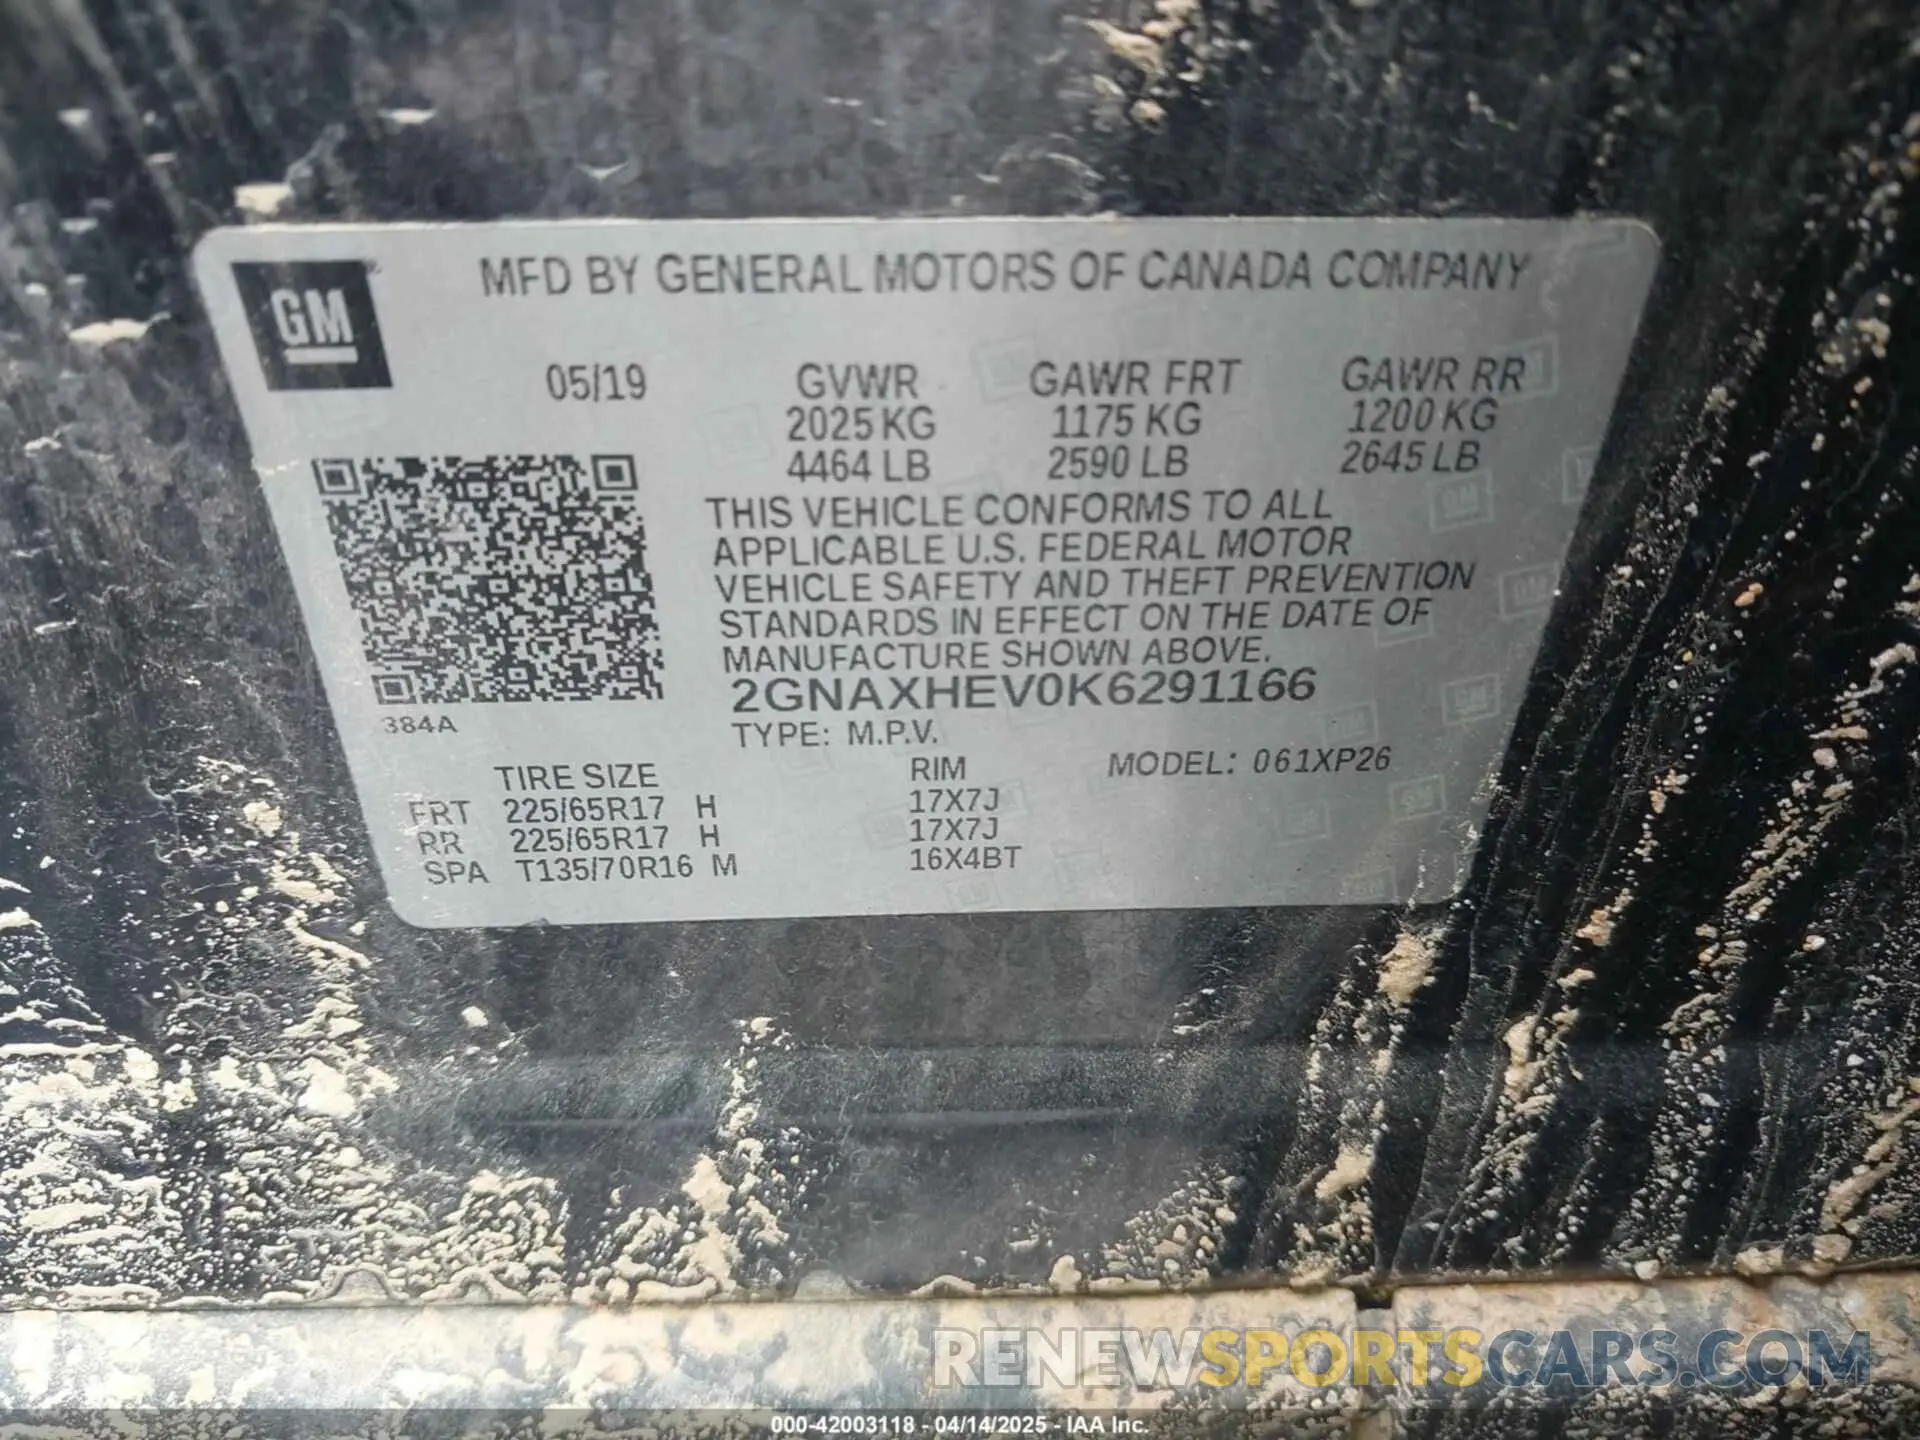 GM
MFD BY GENERAL MOTORS OF CANADA COMPANY
05/19 GVWR GAWR FRT GAWR RR
2025 KG 1175 KG 1200 KG
4464 LB 2590 LB 2645 LB
THIS VEHICLE CONFORMS TO ALL
APPLICABLE U.S. FEDERAL MOTOR
VEHICLE SAFETY AND THEFT PREVENTION
STANDARDS IN EFFECT ON THE DATE OF
MANUFACTURE SHOWN ABOVE.
2GNAXHEV0K6291166
384A
TYPE: M.P.V.
TIRE SIZE RIM MODEL: 061XP26
FRT 225/65R17 H 17X7J
RR 225/65R17 H 17X7J
SPA T135/70R16 M 16X4BT
RENEWSPORTSCARS.COM
000-42003118 - 04/14/2025 - IAA Inc.